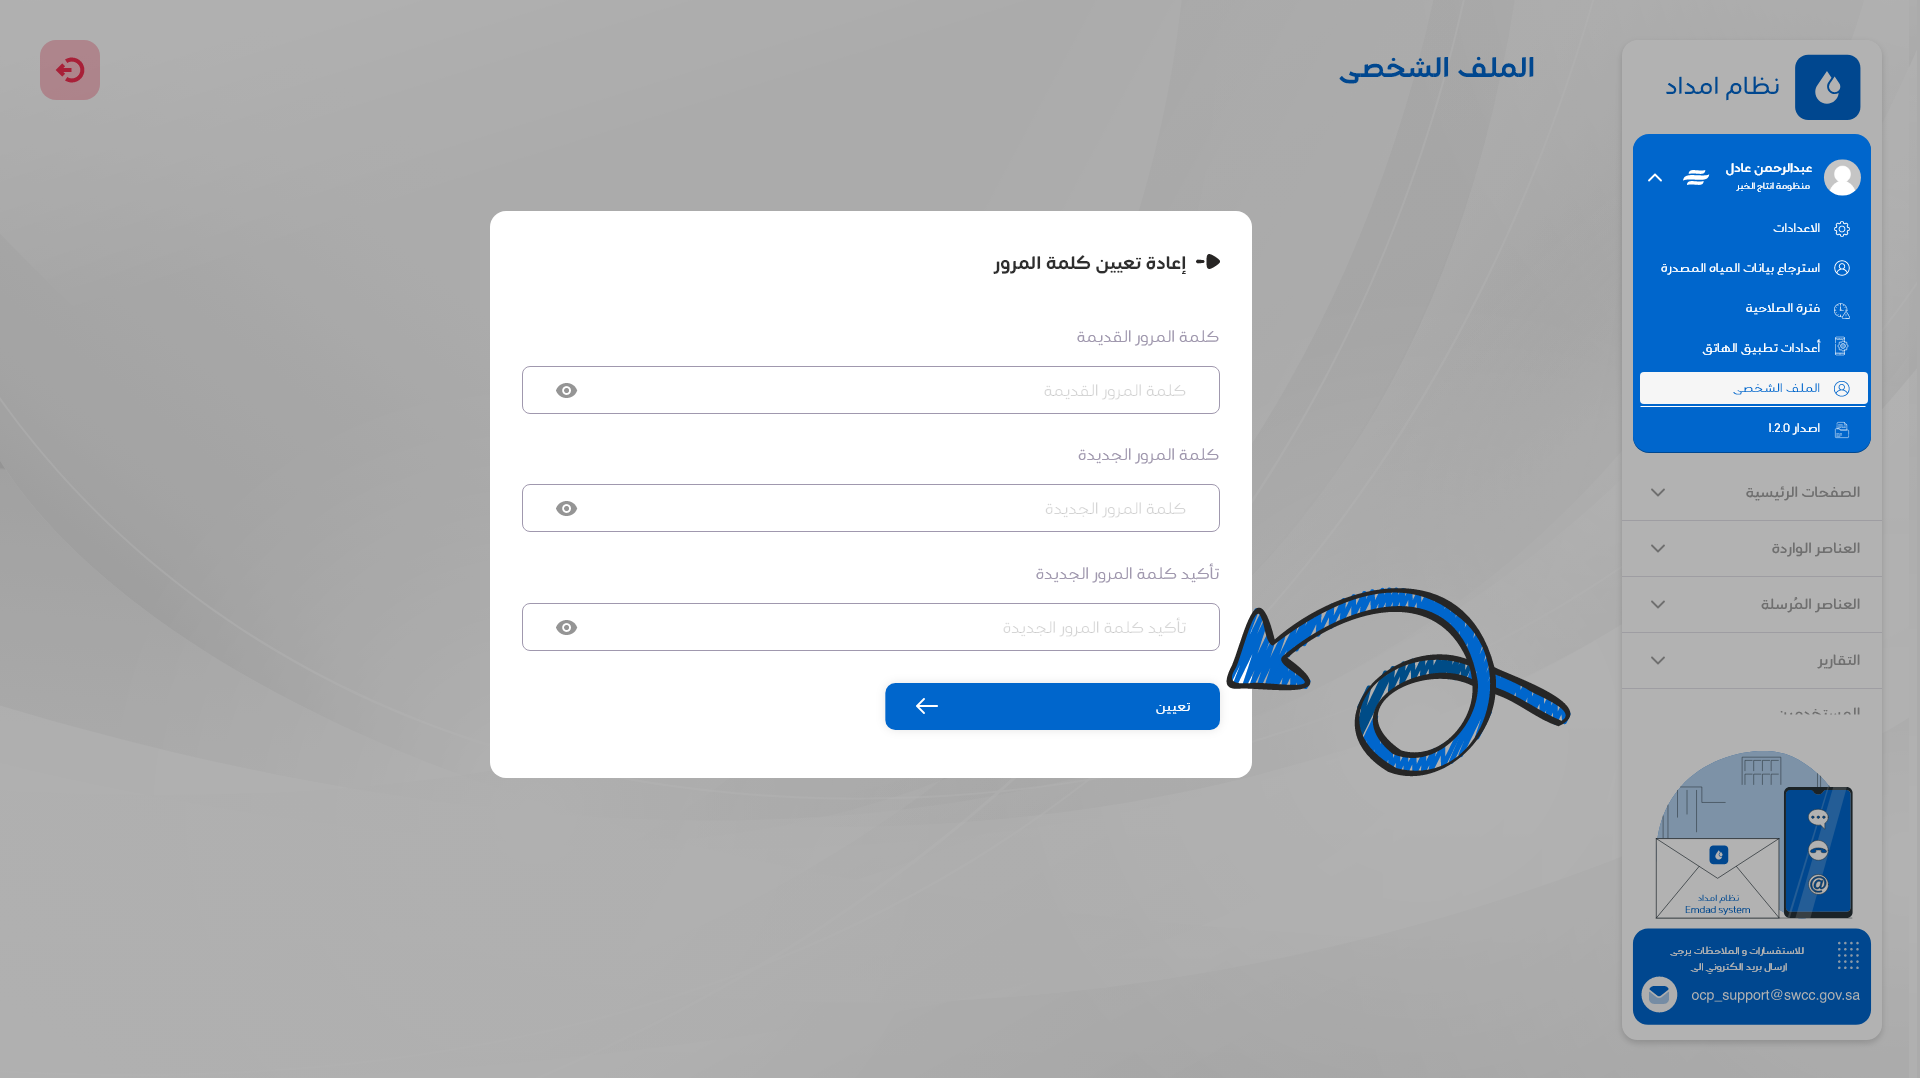 نظام امداد
عبدالرحمن عادل
منظومة انتاج الخبر
الاعدادات
استرجاع بيانات المياه المصدرة
فترة الصلاحية
أعدادات تطبيق الهاتق
الملف الشخصى
اصدار 1.2.0
الصفحات الرئيسية
العناصر الواردة
العناصر المُرسلة
التقارير
المستخدمين
نظام امداد
Emdad system
للاستفسارات و الملاحظات يرجى
ارسال بريد الكتروني الى
ocp_support@swcc.gov.sa
الملف الشخصى
إعادة تعيين كلمة المرور
كلمة المرور القديمة
كلمة المرور القديمة
كلمة المرور الجديدة
كلمة المرور الجديدة
تأكيد كلمة المرور الجديدة
تأكيد كلمة المرور الجديدة
تعيين